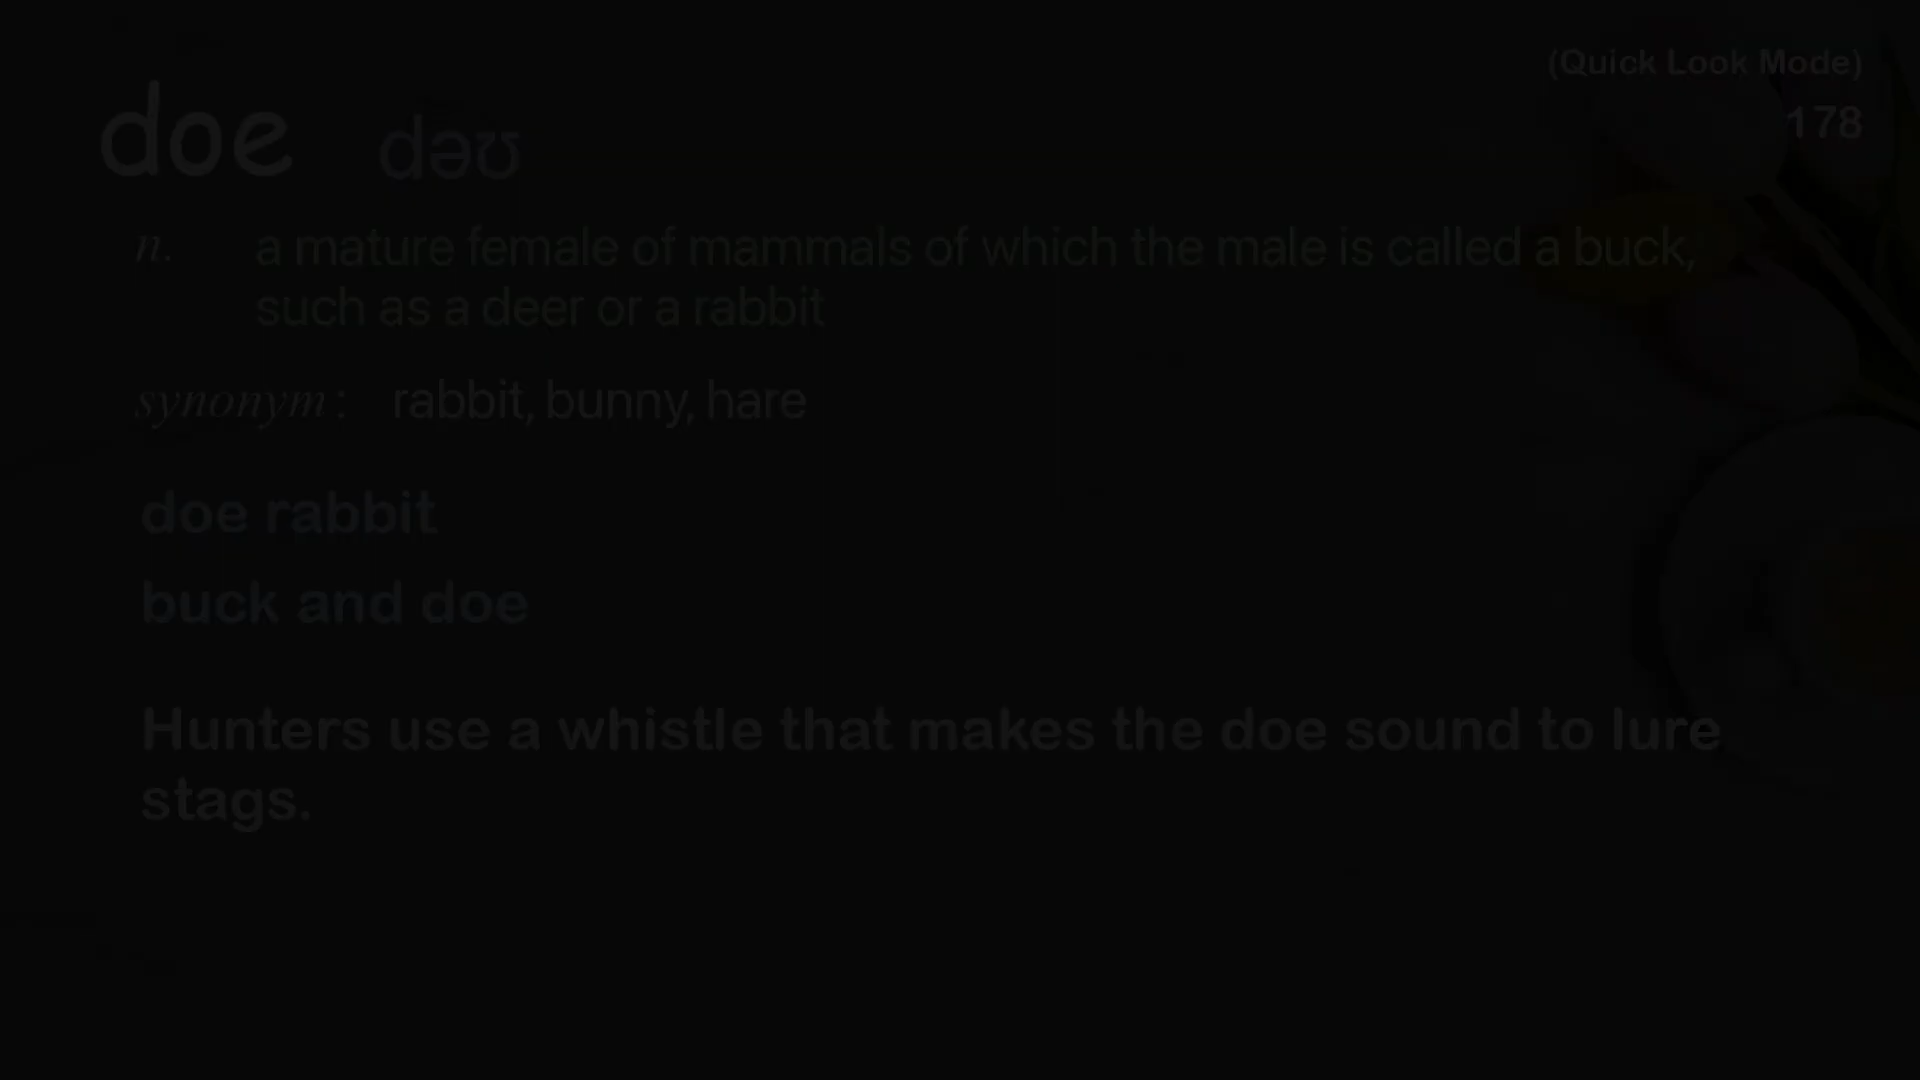 (Quick Look Mode)
178
doe dəʊ
n. a mature female of mammals of which the male is called a buck,
such as a deer or a rabbit
synonym: rabbit, bunny, hare
doe rabbit
buck and doe
Hunters use a whistle that makes the doe sound to lure
stags.